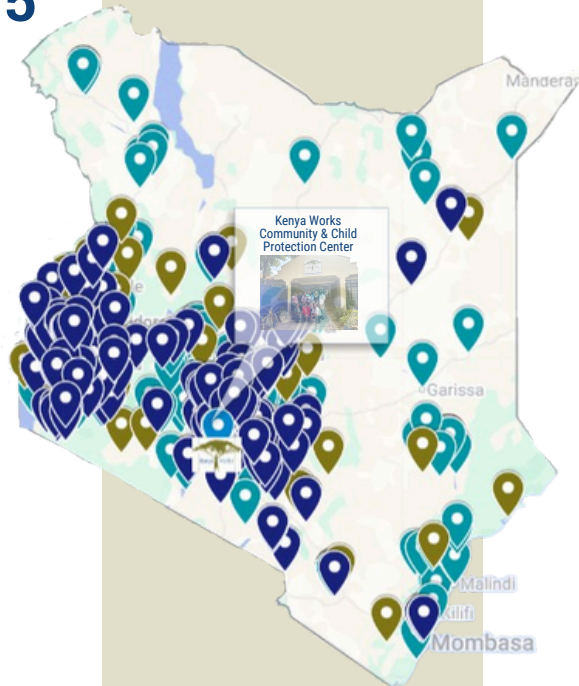 5
Mandera
Kenya Works
Community & Child
Protection Center
Garissa
Malindi
Kilifi
Mombasa